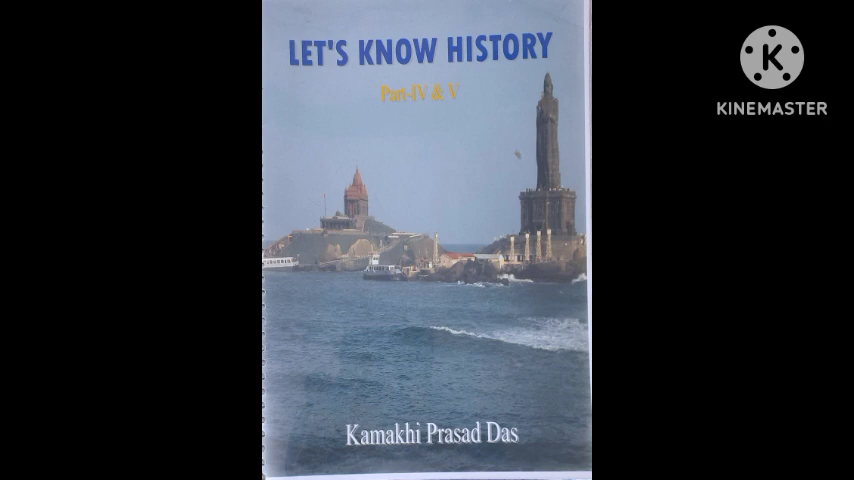 LET'S KNOW HISTORY
Part-IV & V
Kamakhi Prasad Das
K
KINEMASTER